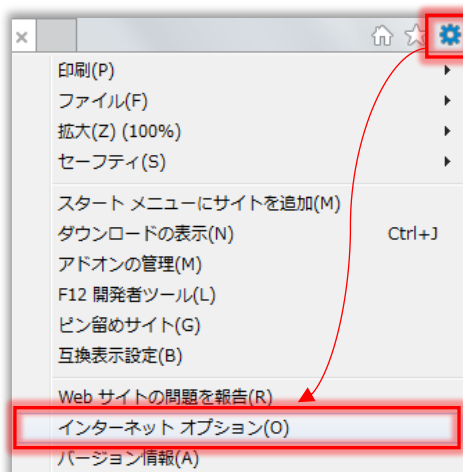 印刷(P)
ファイル(F)
拡大(Z) (100%)
セーフティ(S)
スタート メニューにサイトを追加(M)
ダウンロードの表示(N) Ctrl+J
アドオンの管理(M)
F12 開発者ツール(L)
ピン留めサイト(G)
互換表示設定(B)
Web サイトの問題を報告(R)
インターネット オプション(O)
バージョン情報(A)